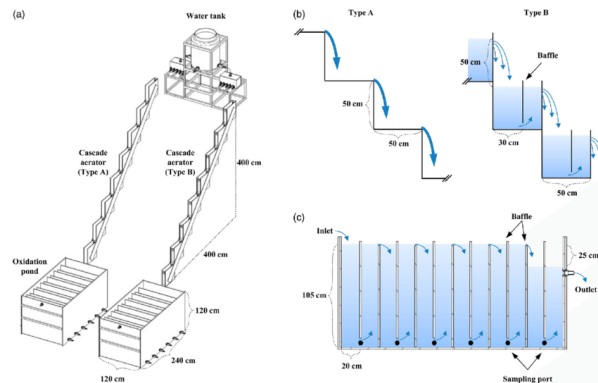 (a)
Water tank
Cascade
aerator
(Type A)
Cascade
aerator
(Type B)
400 cm
400 cm
Oxidation
pond
120 cm
240 cm
120 cm
(b)
Type A
50 cm
50 cm
Type B
Baffle
50 cm
30 cm
50 cm
(c)
Baffle
Inlet
25 cm
Outlet
105 cm
20 cm
Sampling port